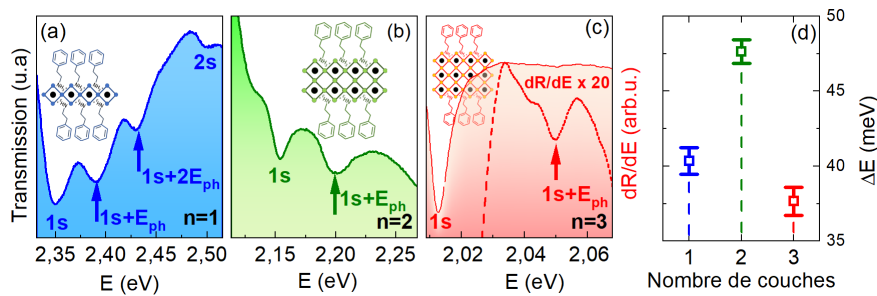 Transmission (u.a)
(a)
2s
1s
1s+E_ph
1s+2E_ph
n=1
2,35 2,40 2,45 2,50
E (eV)
(b)
1s
1s+E_ph
n=2
2,15 2,20 2,25
E (eV)
(c)
dR/dE x 20
1s
1s+E_ph
n=3
2.02 2.04 2.06
E (eV)
dR/dE (arb.u.)
(d)
50
45
40
35
ΔE (meV)
1 2 3
Nombre de couches